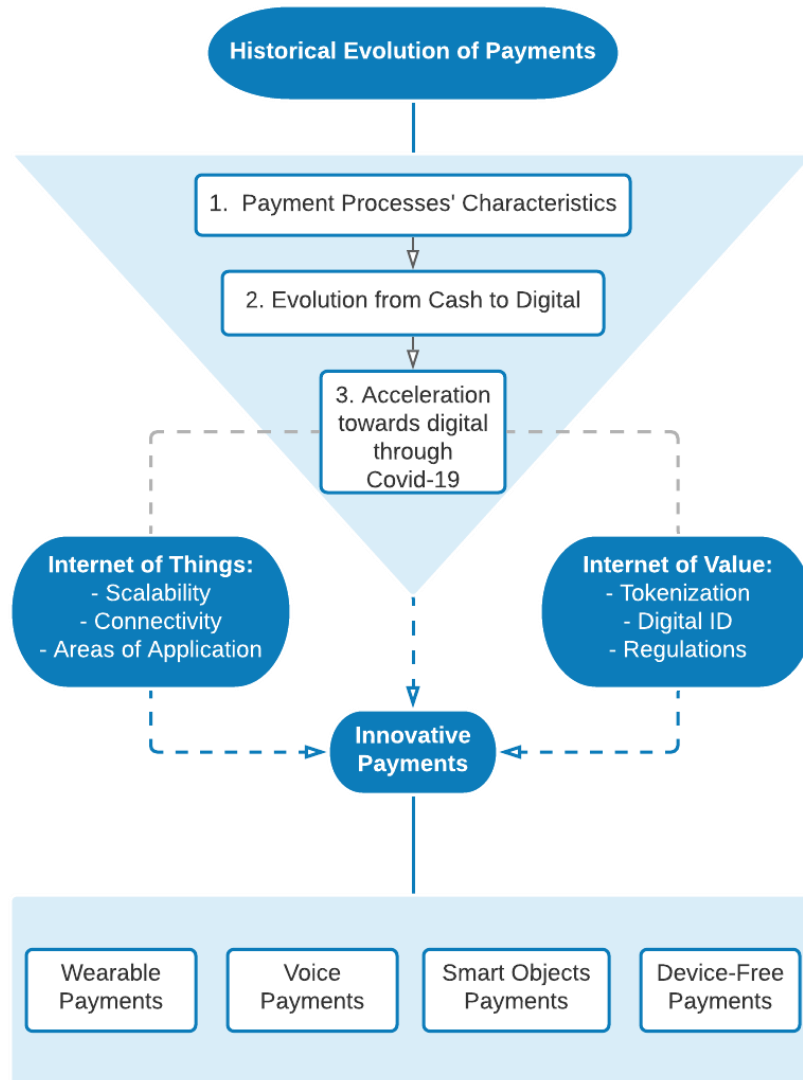 Historical Evolution of Payments
1. Payment Processes' Characteristics
2. Evolution from Cash to Digital
3. Acceleration
towards digital
through
Covid-19
Internet of Things:
- Scalability
- Connectivity
- Areas of Application
Internet of Value:
- Tokenization
- Digital ID
- Regulations
Innovative
Payments
Wearable
Payments
Voice
Payments
Smart Objects
Payments
Device-Free
Payments